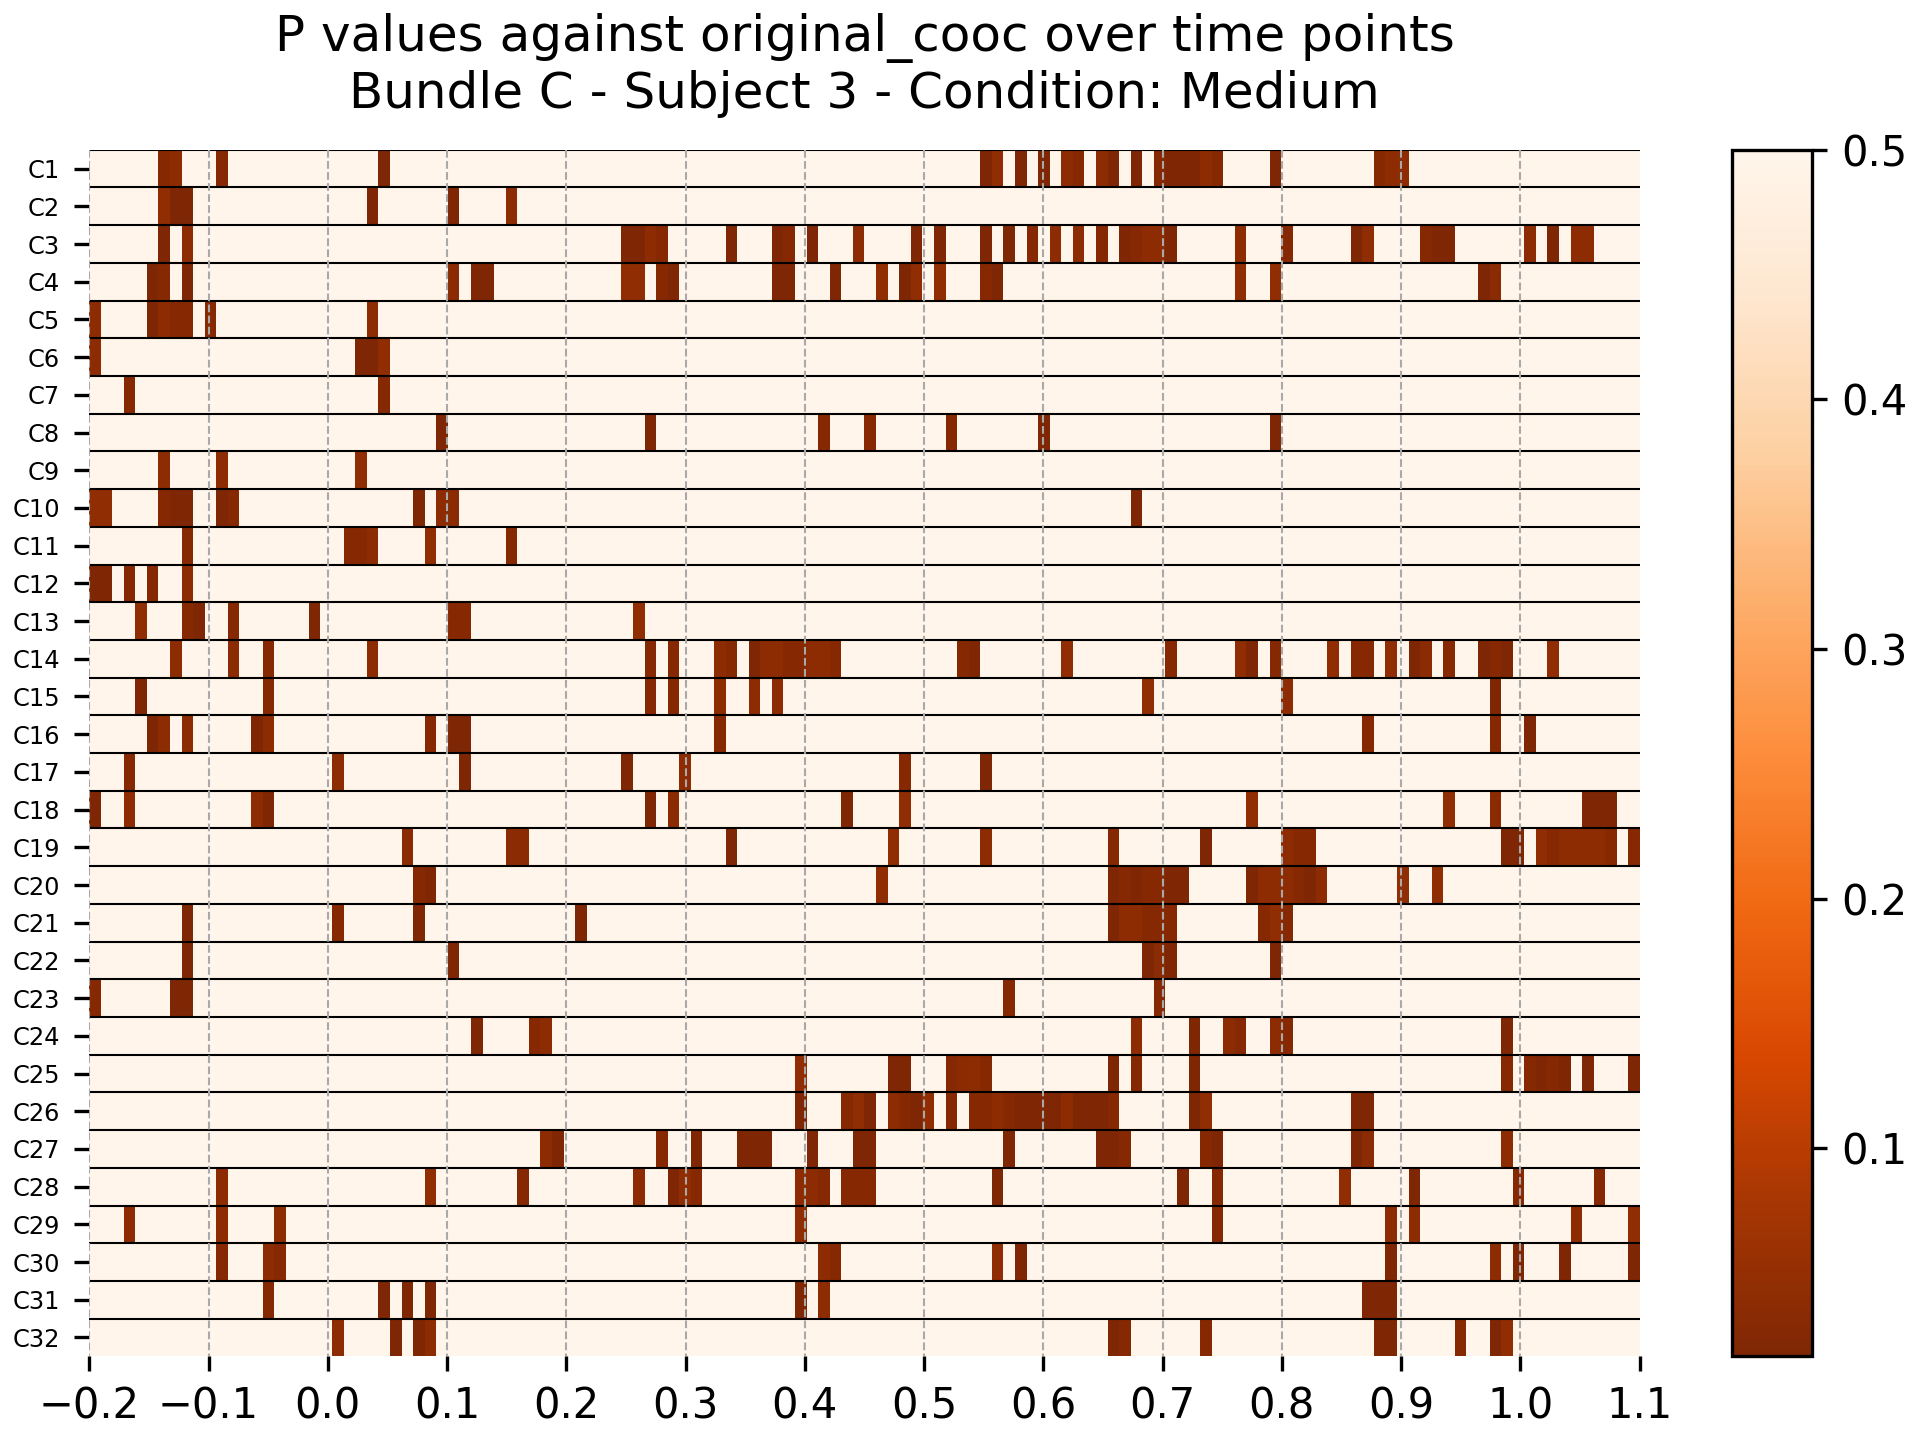 P values against original_cooc over time points
Bundle C - Subject 3 - Condition: Medium
C1
C2
C3
C4
C5
C6
C7
C8
C9
C10
C11
C12
C13
C14
C15
C16
C17
C18
C19
C20
C21
C22
C23
C24
C25
C26
C27
C28
C29
C30
C31
C32
−0.2 −0.1 0.0 0.1 0.2 0.3 0.4 0.5 0.6 0.7 0.8 0.9 1.0 1.1
0.5
0.4
0.3
0.2
0.1